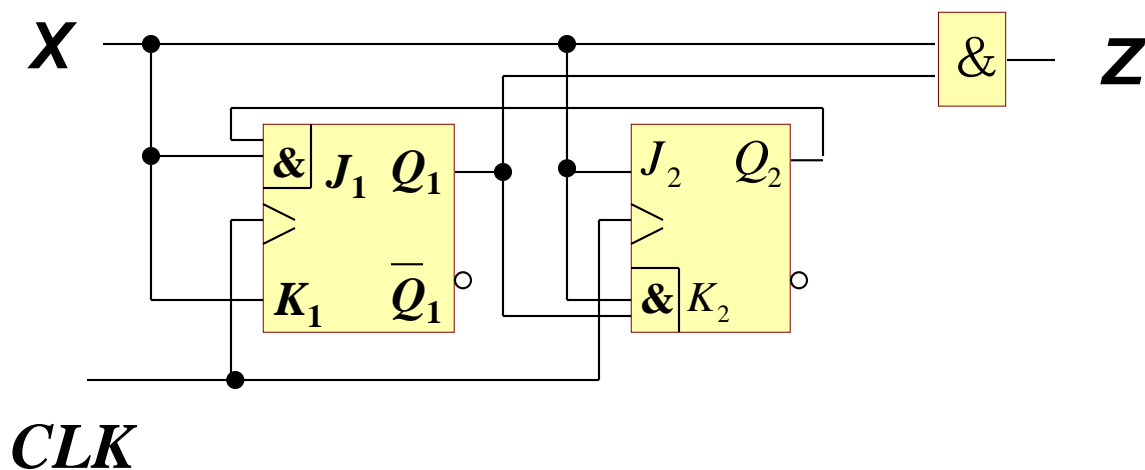 X
&
Z
& J₁ Q₁
J₂ Q₂
K₁ Q̅₁
& K₂
CLK